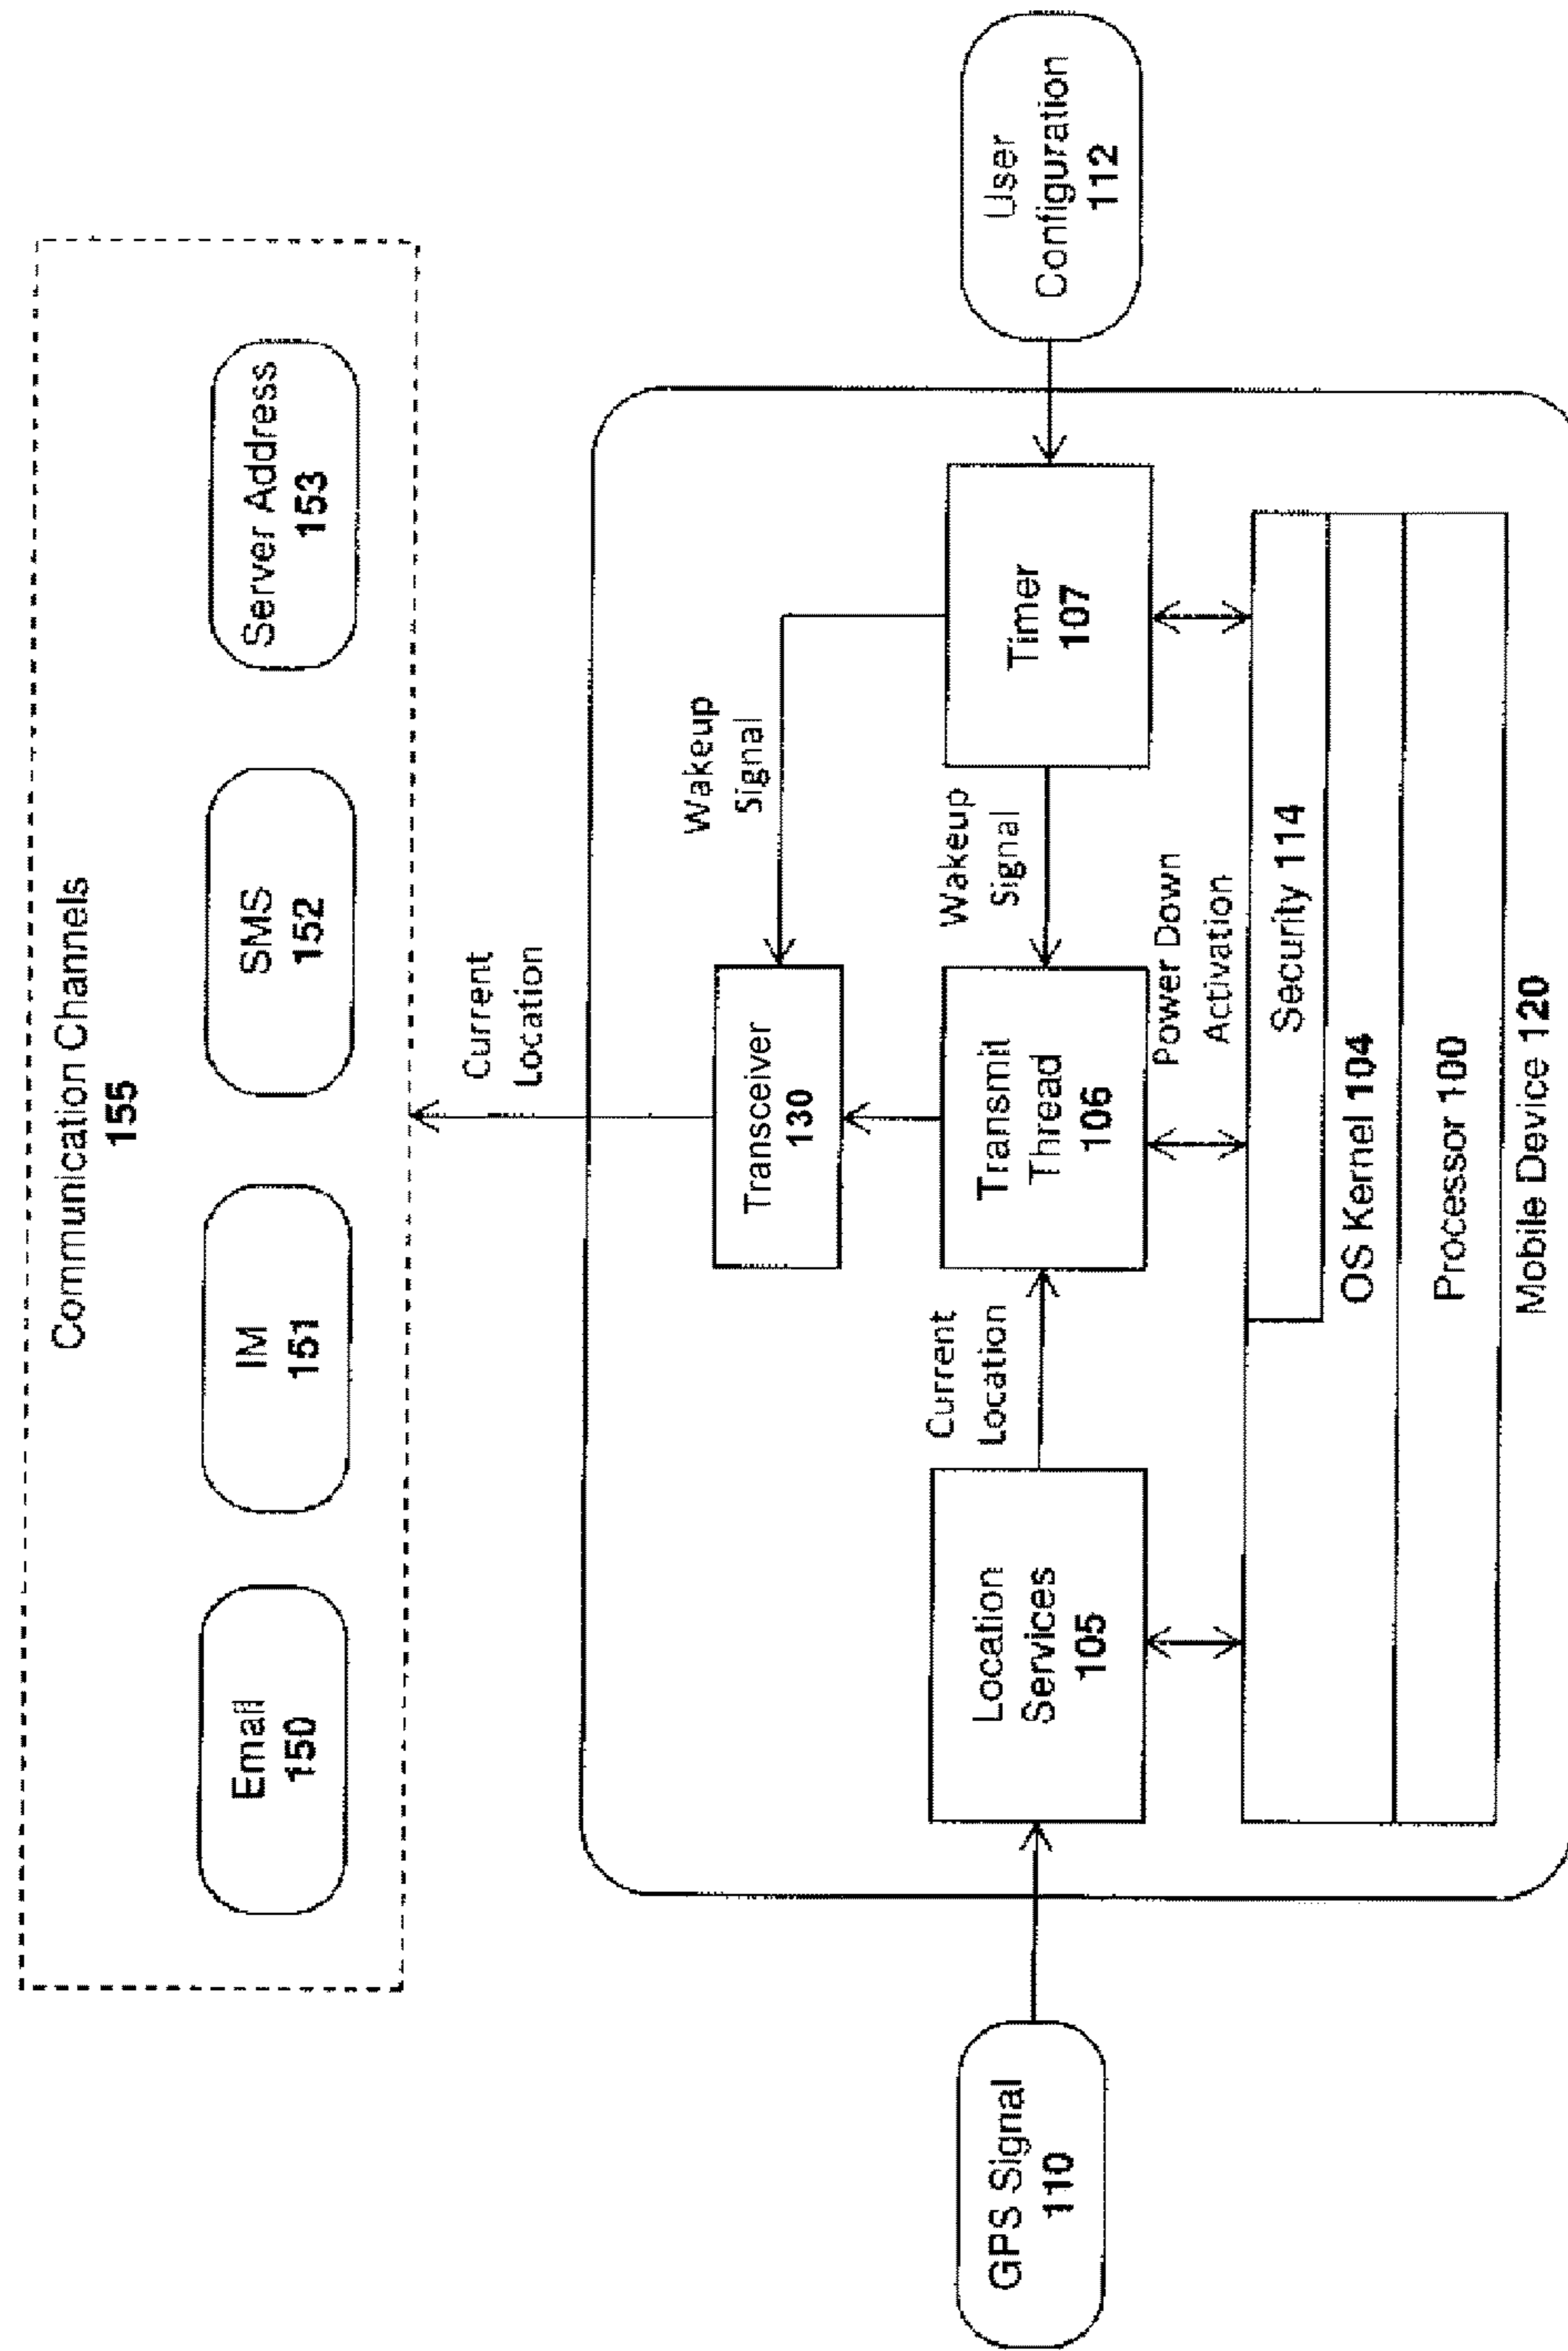 Communication Channels
155
Email
150
IM
151
SMS
152
Server Address
153
Current
Location
Transceiver
130
Wakeup
Signal
GPS Signal
110
Location
Services
105
Current
Location
Transmit
Thread
106
Wakeup
Signal
Timer
107
User
Configuration
112
Power Down
Activation
Security 114
OS Kernel 104
Processor 100
Mobile Device 120